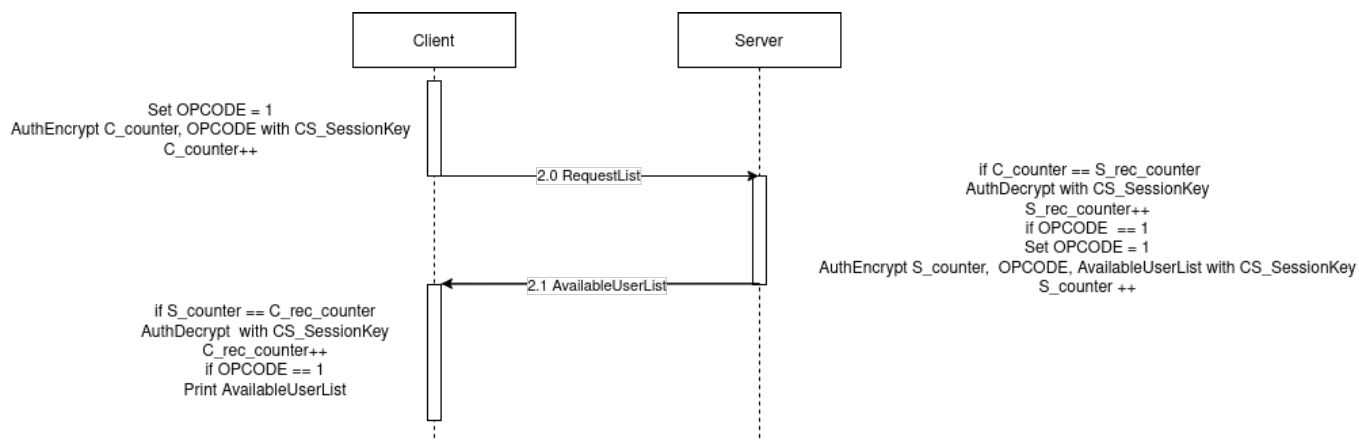 Client
Server
Set OPCODE = 1
AuthEncrypt C_counter, OPCODE with CS_SessionKey
C_counter++
2.0 RequestList
if C_counter == S_rec_counter
AuthDecrypt with CS_SessionKey
S_rec_counter++
if OPCODE == 1
Set OPCODE = 1
AuthEncrypt S_counter, OPCODE, AvailableUserList with CS_SessionKey
S_counter ++
2.1 AvailableUserList
if S_counter == C_rec_counter
AuthDecrypt with CS_SessionKey
C_rec_counter++
if OPCODE == 1
Print AvailableUserList